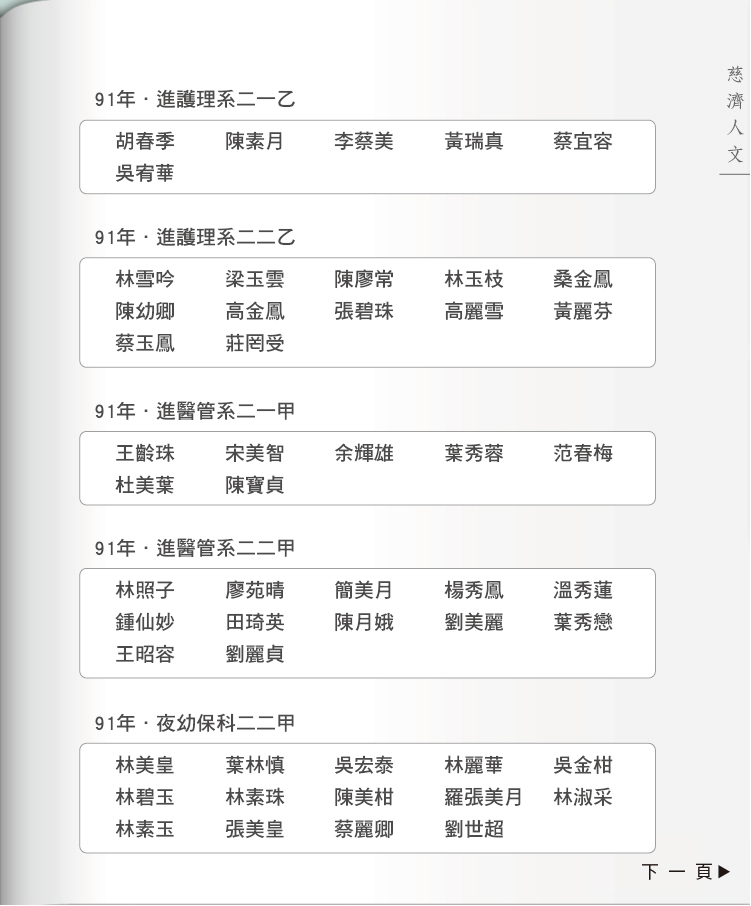 慈濟人文
91年・進護理系二一乙
胡春季 陳素月 李蔡美 黃瑞真 蔡宜容
吳宥華
91年・進護理系二二乙
林雪吟 梁玉雲 陳廖常 林玉枝 桑金鳳
陳幼卿 高金鳳 張碧珠 高麗雪 黃麗芬
蔡玉鳳 莊罔受
91年・進醫管系二一甲
王齡珠 宋美智 余輝雄 葉秀蓉 范春梅
杜美葉 陳寶貞
91年・進醫管系二二甲
林照子 廖苑晴 簡美月 楊秀鳳 溫秀蓮
鍾仙妙 田琦英 陳月娥 劉美麗 葉秀戀
王昭容 劉麗貞
91年・夜幼保科二二甲
林美皇 葉林慎 吳宏泰 林麗華 吳金柑
林碧玉 林素珠 陳美柑 羅張美月 林淑采
林素玉 張美皇 蔡麗卿 劉世超
下一頁▶